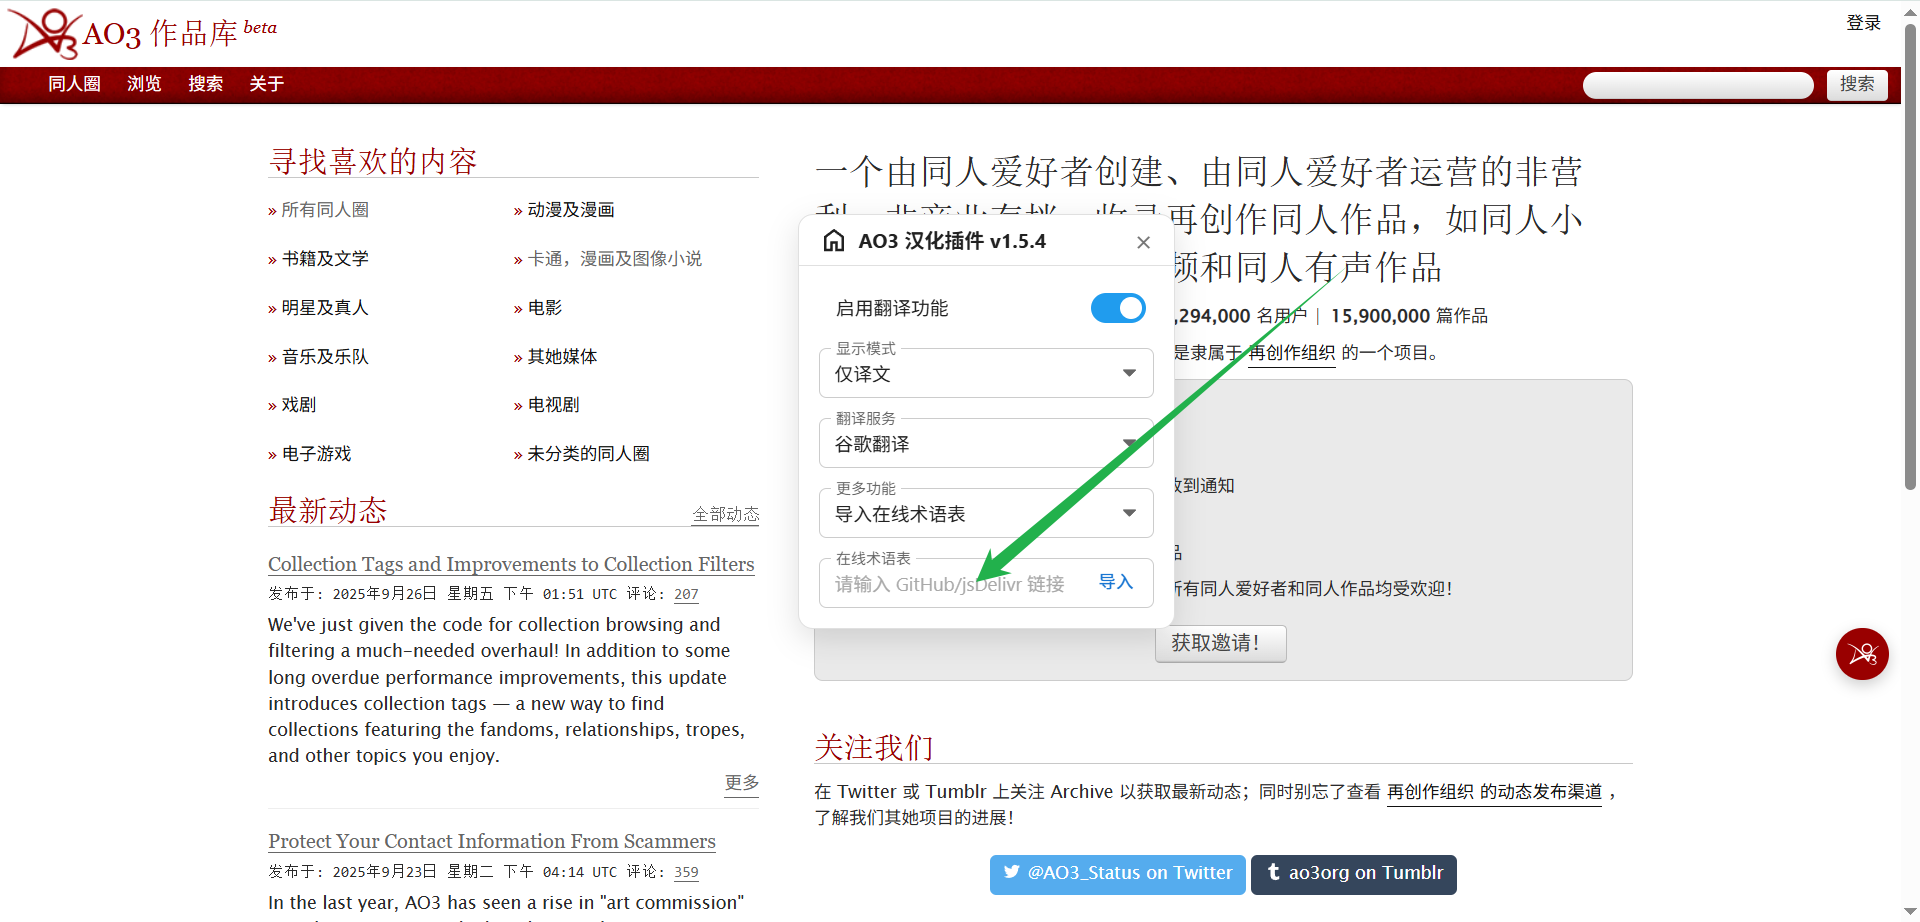 AO3 作品库 beta
登录
同人圈 浏览 搜索 关于
搜索
寻找喜欢的内容
» 所有同人圈
» 动漫及漫画
» 书籍及文学
» 卡通，漫画及图像小说
» 明星及真人
» 电影
» 音乐及乐队
» 其她媒体
» 戏剧
» 电视剧
» 电子游戏
» 未分类的同人圈
最新动态
全部动态
Collection Tags and Improvements to Collection Filters
发布于: 2025年9月26日 星期五 下午 01:51 UTC 评论: 207
We've just given the code for collection browsing and
filtering a much-needed overhaul! In addition to some
long overdue performance improvements, this update
introduces collection tags — a new way to find
collections featuring the fandoms, relationships, tropes,
and other topics you enjoy.
更多
Protect Your Contact Information From Scammers
发布于: 2025年9月23日 星期二 下午 04:14 UTC 评论: 359
In the last year, AO3 has seen a rise in "art commission"
一个由同人爱好者创建、由同人爱好者运营的非营
再创作同人作品，如同人小
频和同人有声作品
,294,000 名用户 | 15,900,000 篇作品
是隶属于 再创作组织 的一个项目。
AO3 汉化插件 v1.5.4
启用翻译功能
显示模式
仅译文
翻译服务
谷歌翻译
更多功能
导入在线术语表
在线术语表
请输入 GitHub/jsDelivr 链接
导入
收到通知
品
所有同人爱好者和同人作品均受欢迎！
获取邀请！
关注我们
在 Twitter 或 Tumblr 上关注 Archive 以获取最新动态；同时别忘了查看 再创作组织 的动态发布渠道 ，
了解我们其她项目的进展！
@AO3_Status on Twitter
ao3org on Tumblr